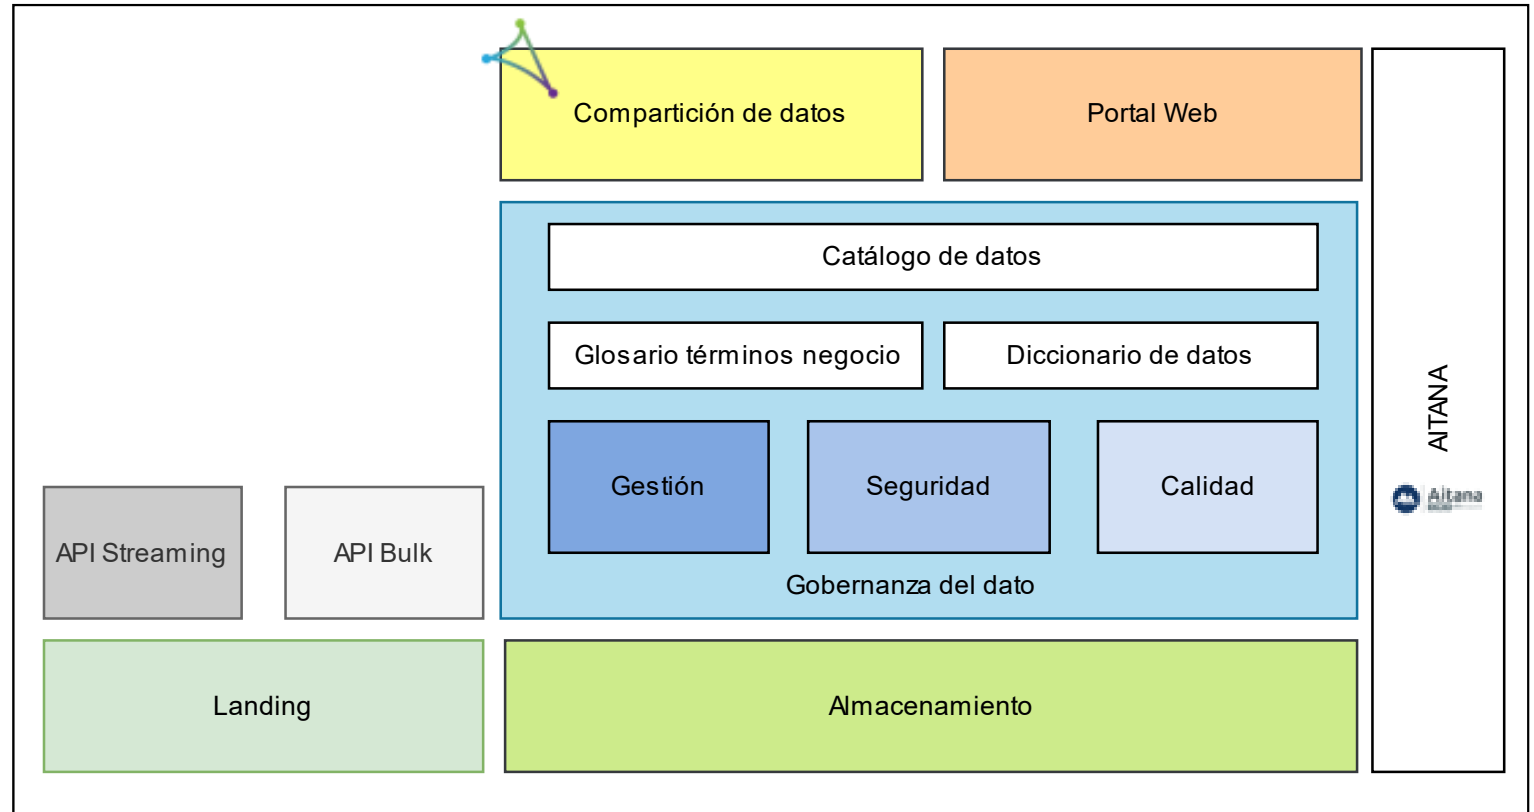 Compartición de datos
Portal Web
Catálogo de datos
Glosario términos negocio
Diccionario de datos
AITANA
Gestión
Seguridad
Calidad
Aitana
API Streaming
API Bulk
Gobernanza del dato
Landing
Almacenamiento